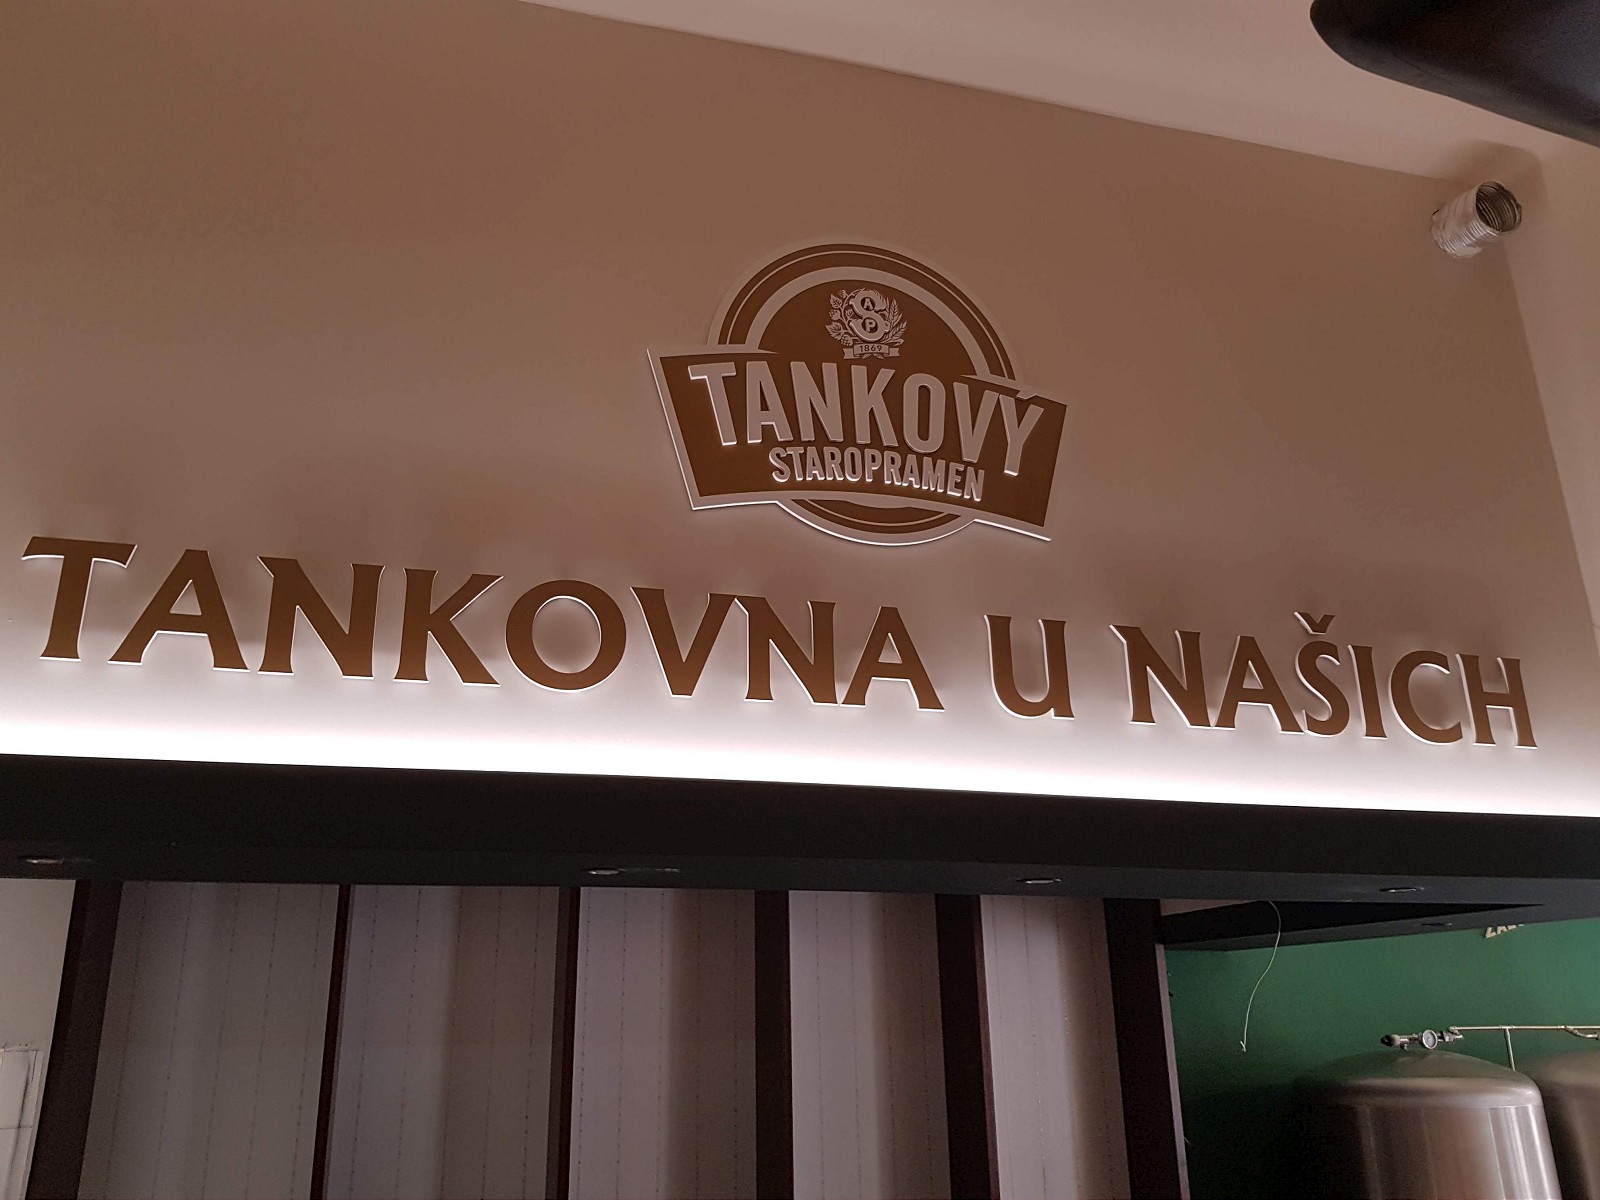 A
S
P
1869
TANKOVÝ
STAROPRAMEN
TANKOVNA U NAŠICH